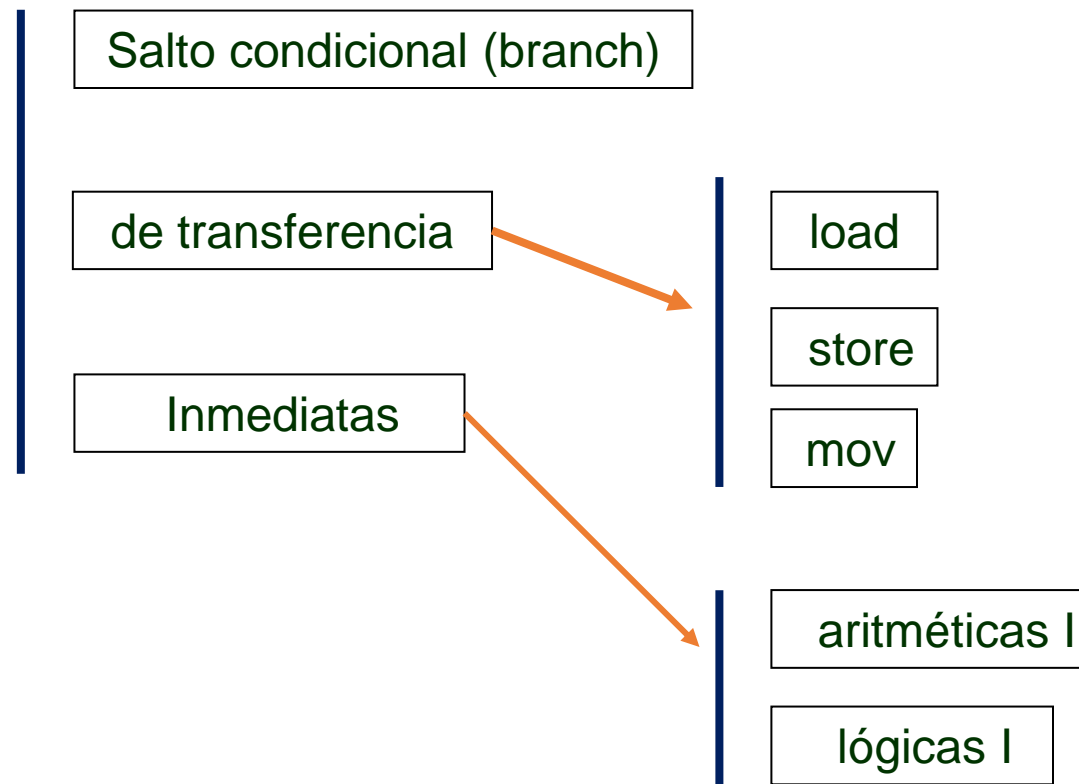 Salto condicional (branch)
de transferencia
load
store
Inmediatas
mov
aritméticas I
lógicas I